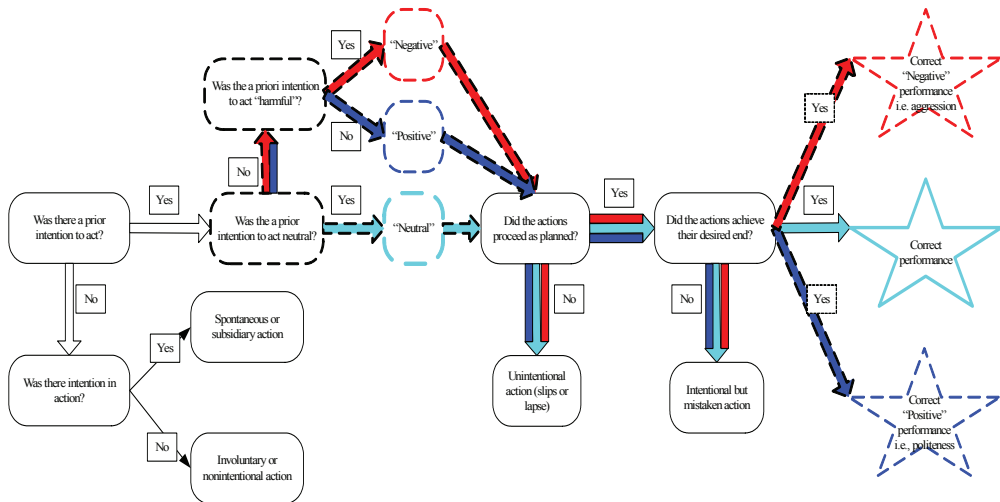 Yes
"Negative"
Correct
"Negative"
performance
i.e. aggression
Was the a priori intention
to act "harmful"?
No
"Positive"
Yes
No
Was there a prior
intention to act?
Yes
Was the a prior
intention to act neutral?
Yes
"Neutral"
Did the actions
proceed as planned?
Yes
Did the actions achieve
their desired end?
Yes
Correct
performance
No
Spontaneous or
subsidiary action
Yes
No
No
Yes
Was there intention in
action?
Unintentional
action (slips or
lapse)
Intentional but
mistaken action
Correct
"Positive"
performance
i.e., politeness
No
Involuntary or
nonintentional action